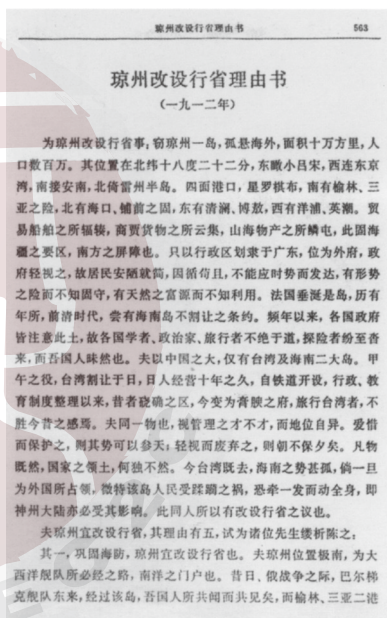 琼州改设行省理由书 563
琼州改设行省理由书
(一九一二年)
为琼州改设行省事：窃琼州一岛，孤悬海外，面积十万方里，人
口数百万。其位置在北纬十八度二十二分，东瞰小吕宋，西连东京
湾，南接安南，北倚雷州半岛。四面港口，星罗棋布，南有榆林、三
亚之险，北有海口、铺前之固，东有清澜、博敖，西有洋浦、英潮。贸
易船舶之所辐辏，商贾货物之所云集，山海物产之所鳞屯，此固海
疆之要区，南方之屏障也。只以行政区划隶于广东，位为外府，政
府轻视之，故居民安陋就简，因循苟且，不能应时势而发达，有形势
之险而不知固守，有天然之富源而不知利用。法国垂涎是岛，历有
年所，前清时代，尝有海南岛不割让之条约。频年以来，各国政府
皆注意此土，故各国学者、政治家、旅行者不绝于道，探险者纷至沓
来，而吾国人昧然也。夫以中国之大，仅有台湾及海南二大岛。甲
午之役，台湾割让于日，日人经营十年之久，自铁道开设，行政、教
育制度整理以来，昔者硗确之区，今变为膏腴之府，旅行台湾者，不
胜今昔之感焉。夫同一物也，视管理之才不才，而地位自异。爱惜
而保护之，则其势可以参天；轻视而废弃之，则朝不保夕矣。凡物
既然，国家之领土，何独不然。今台湾既去，海南之势甚孤，倘一旦
为外国所占领，微特该岛人民受蹂躏之祸，恐牵一发而动全身，即
神州大陆亦必受其影响。此同人所以有改设行省之议也。
夫琼州宜改设行省，其理由有五，试为诸位先生缕析陈之：
其一，巩固海防，琼州宜改设行省也。夫琼州位置极南，为大
西洋舰队所必经之路，南洋之门户也。昔日、俄战争之际，巴尔梯
克舰队东来，经过该岛，吾国人所共闻而共见矣，而榆林、三亚二港